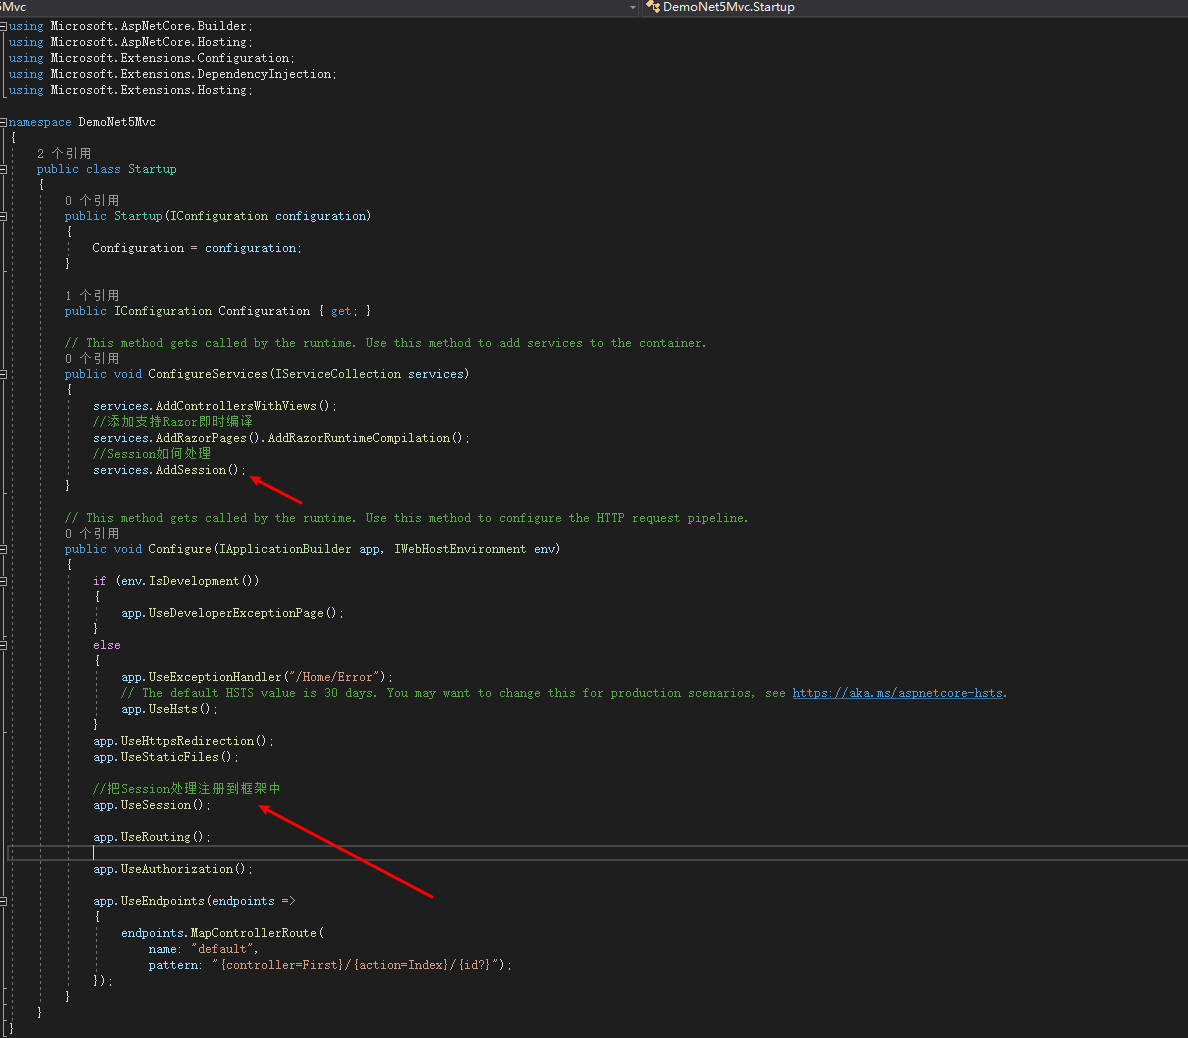 5Mvc
DemoNet5Mvc.Startup
using Microsoft.AspNetCore.Builder;
using Microsoft.AspNetCore.Hosting;
using Microsoft.Extensions.Configuration;
using Microsoft.Extensions.DependencyInjection;
using Microsoft.Extensions.Hosting;
namespace DemoNet5Mvc
{
2 个引用
public class Startup
{
0 个引用
public Startup(IConfiguration configuration)
{
Configuration = configuration;
}
1 个引用
public IConfiguration Configuration { get; }
// This method gets called by the runtime. Use this method to add services to the container.
0 个引用
public void ConfigureServices(IServiceCollection services)
{
services.AddControllersWithViews();
//添加支持Razor即时编译
services.AddRazorPages().AddRazorRuntimeCompilation();
//Session如何处理
services.AddSession();
}
// This method gets called by the runtime. Use this method to configure the HTTP request pipeline.
0 个引用
public void Configure(IApplicationBuilder app, IWebHostEnvironment env)
{
if (env.IsDevelopment())
{
app.UseDeveloperExceptionPage();
}
else
{
app.UseExceptionHandler("/Home/Error");
// The default HSTS value is 30 days. You may want to change this for production scenarios, see https://aka.ms/aspnetcore-hsts.
app.UseHsts();
}
app.UseHttpsRedirection();
app.UseStaticFiles();
//把Session处理注册到框架中
app.UseSession();
app.UseRouting();
app.UseAuthorization();
app.UseEndpoints(endpoints =>
{
endpoints.MapControllerRoute(
name: "default",
pattern: "{controller=First}/{action=Index}/{id?}");
});
}
}
}